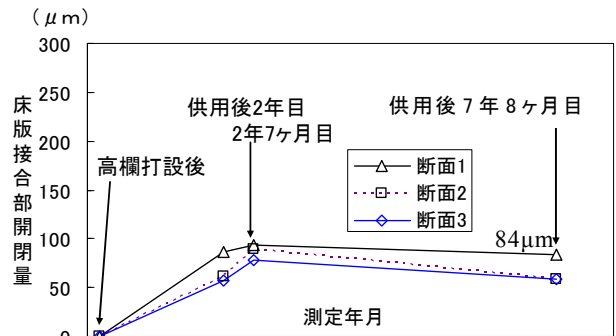 (μm)
300
250
200
150
100
50
0
床版接合部開閉量
高欄打設後
供用後2年目
2年7ヶ月目
供用後7年8ヶ月目
断面1
断面2
断面3
84μm
測定年月